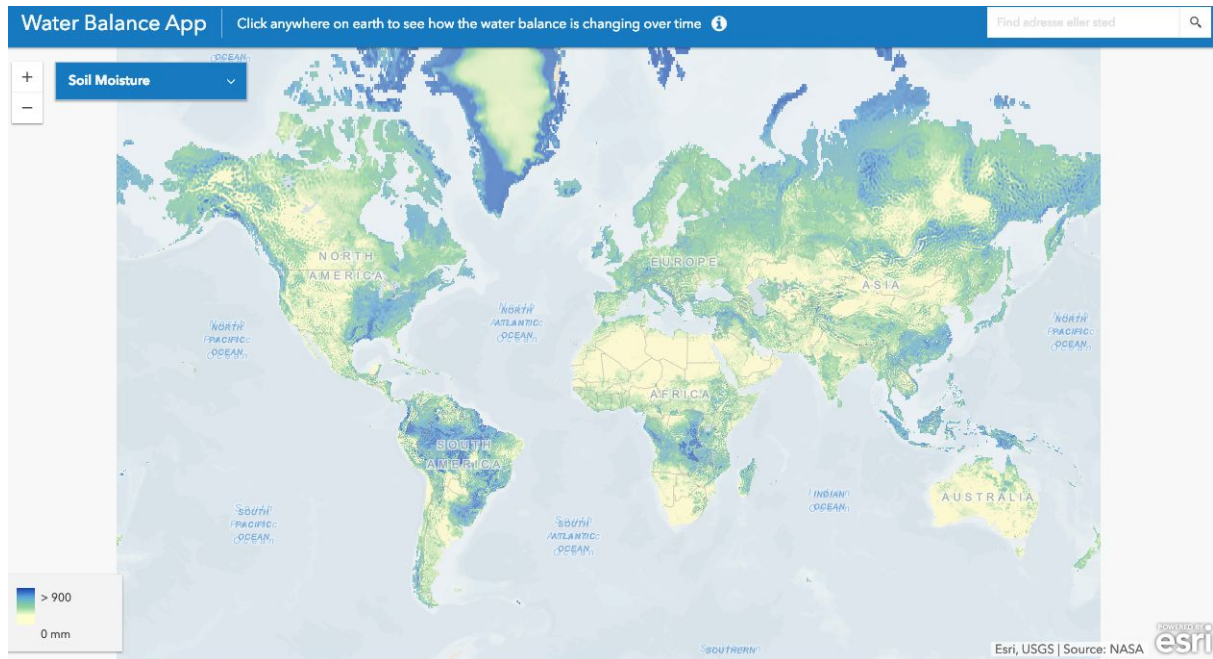 Water Balance App
Click anywhere on earth to see how the water balance is changing over time
Find adresse eller sted
OCEAN
+
−
Soil Moisture
NORTH
AMERICA
EUROPE
ASIA
NORTH
PACIFIC
OCEAN
NORTH
ATLANTIC
OCEAN
NORTH
PACIFIC
OCEAN
AFRICA
SOUTH
AMERICA
SOUTH
PACIFIC
OCEAN
SOUTH
ATLANTIC
OCEAN
INDIAN
OCEAN
AUSTRALIA
> 900
0 mm
SOUTHERN
Esri, USGS | Source: NASA
POWERED BY
esri